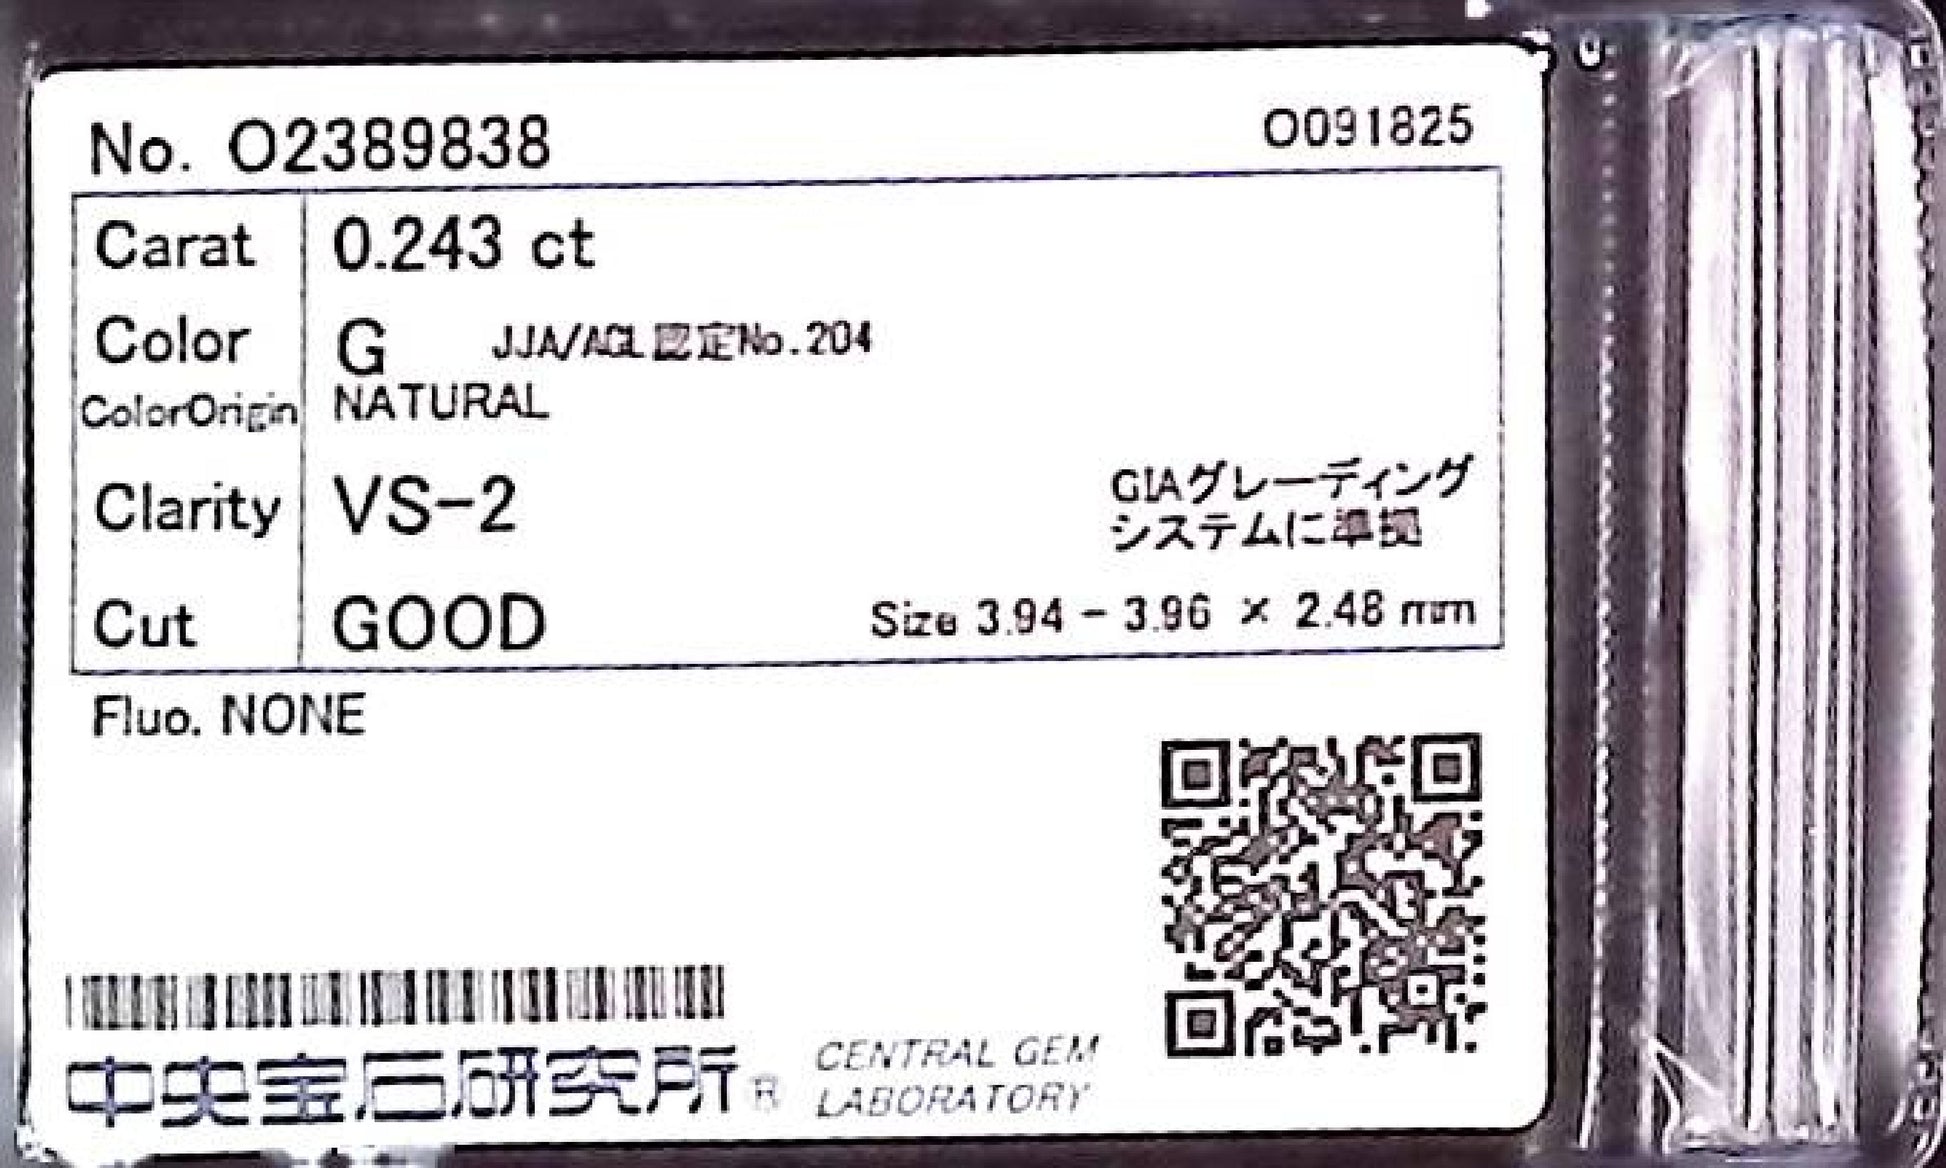 No. O2389838
O091825
Carat 0.243 ct
Color G JJA/AGL認定No.204
ColorOrigin NATURAL
Clarity VS-2
GIAグレーディング
システムに準拠
Cut GOOD Size 3.94 - 3.96 × 2.48 mm
Fluo. NONE
中央宝石研究所®
CENTRAL GEM
LABORATORY